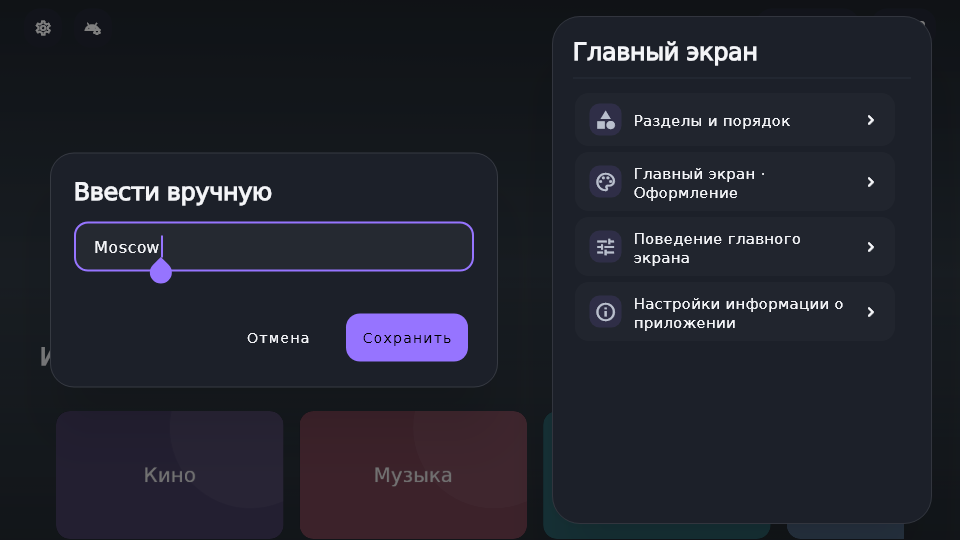 Главный экран
Разделы и порядок
Главный экран ·
Оформление
Поведение главного
экрана
Настройки информации о
приложении
Ввести вручную
Moscow
Отмена
Сохранить
Кино
Музыка